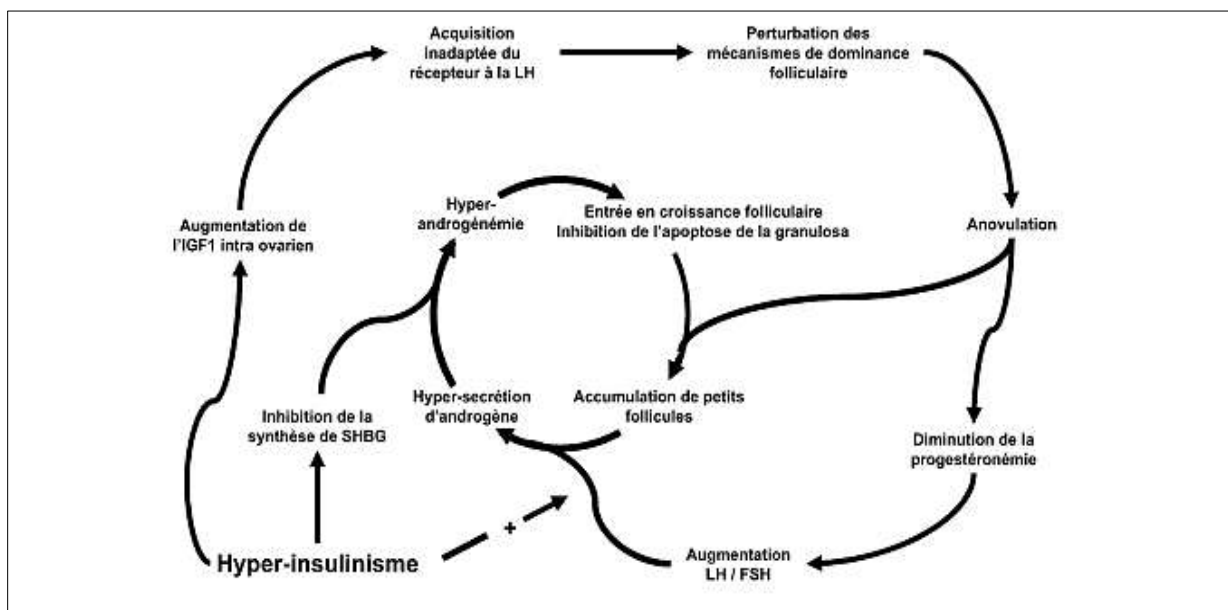 Acquisition
inadaptée du
récepteur à la LH
Perturbation des
mécanismes de dominance
folliculaire
Augmentation de
l'IGF1 intra ovarien
Hyper-
androgénémie
Entrée en croissance folliculaire
Inhibition de l'apoptose de la granulosa
Anovulation
Inhibition de la
synthèse de SHBG
Hyper-secrétion
d'androgène
Accumulation de petits
follicules
Diminution de la
progestéronémie
Hyper-insulinisme
+
Augmentation
LH / FSH